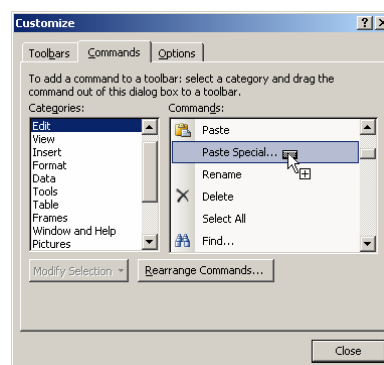 Customize
Toolbars Commands Options
To add a command to a toolbar: select a category and drag the
command out of this dialog box to a toolbar.
Categories: Commands:
Edit
View
Insert
Format
Data
Tools
Table
Frames
Window and Help
Pictures
Paste
Paste Special...
Rename
Delete
Select All
Find...
Modify Selection
Rearrange Commands...
Close